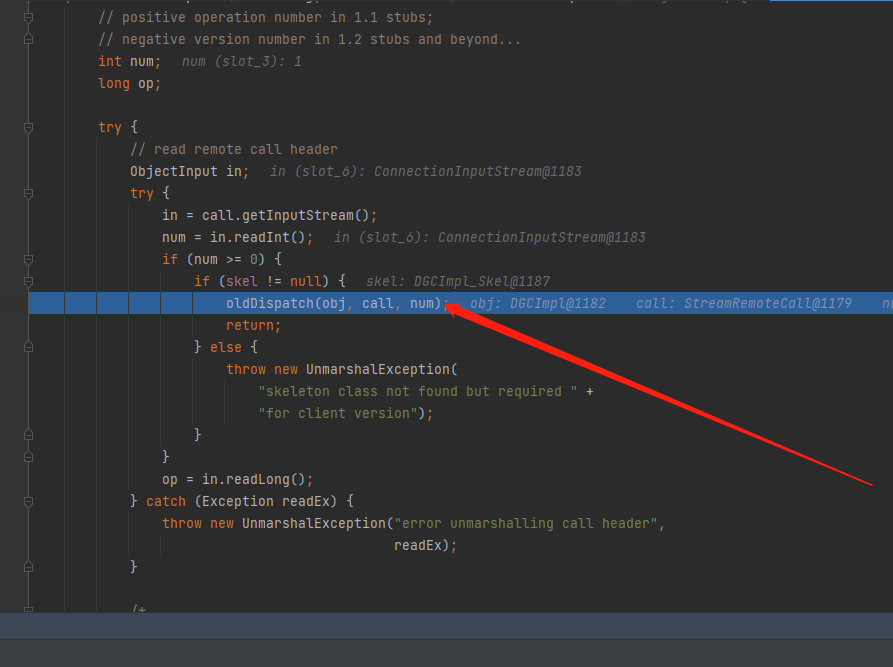 // positive operation number in 1.1 stubs;
// negative version number in 1.2 stubs and beyond...
int num;   num (slot_3): 1
long op;
try {
// read remote call header
ObjectInput in;   in (slot_6): ConnectionInputStream@1183
try {
in = call.getInputStream();
num = in.readInt();   in (slot_6): ConnectionInputStream@1183
if (num >= 0) {
if (skel != null) {   skel: DGCImpl_Skel@1187
oldDispatch(obj, call, num);   obj: DGCImpl@1182   call: StreamRemoteCall@1179
return;
} else {
throw new UnmarshalException(
"skeleton class not found but required " +
"for client version");
}
}
op = in.readLong();
} catch (Exception readEx) {
throw new UnmarshalException("error unmarshalling call header",
readEx);
}
/*